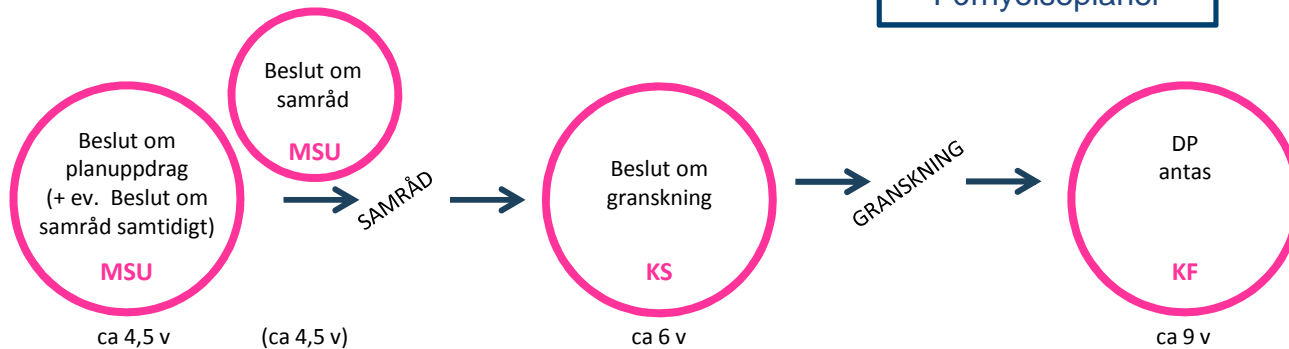 Beslut om
samråd
MSU
Beslut om
planuppdrag
(+ ev. Beslut om
samråd samtidigt)
MSU
SAMRÅD
Beslut om
granskning
KS
GRANSKNING
DP
antas
KF
ca 4,5 v
(ca 4,5 v)
ca 6 v
ca 9 v